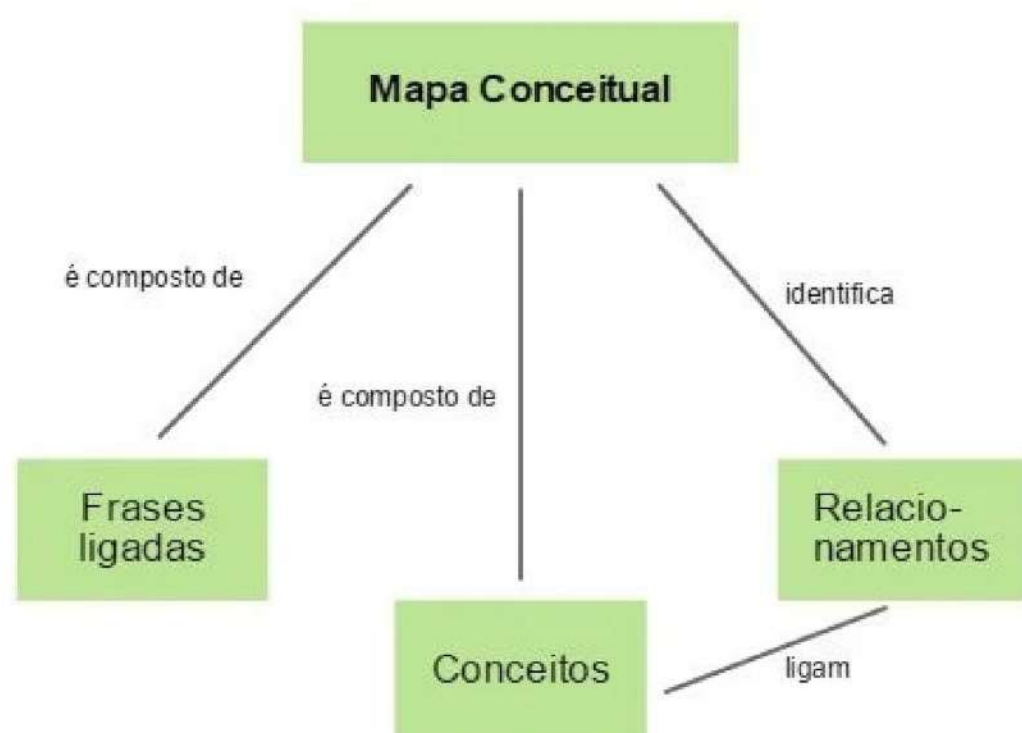 Mapa Conceitual
é composto de
identifica
é composto de
Frases
ligadas
Relacio-
namentos
Conceitos
ligam